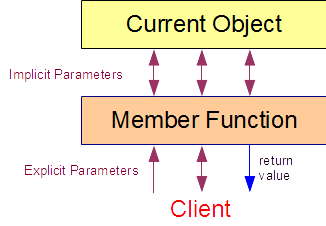 Current Object
Implicit Parameters
Member Function
Explicit Parameters
return
value
Client